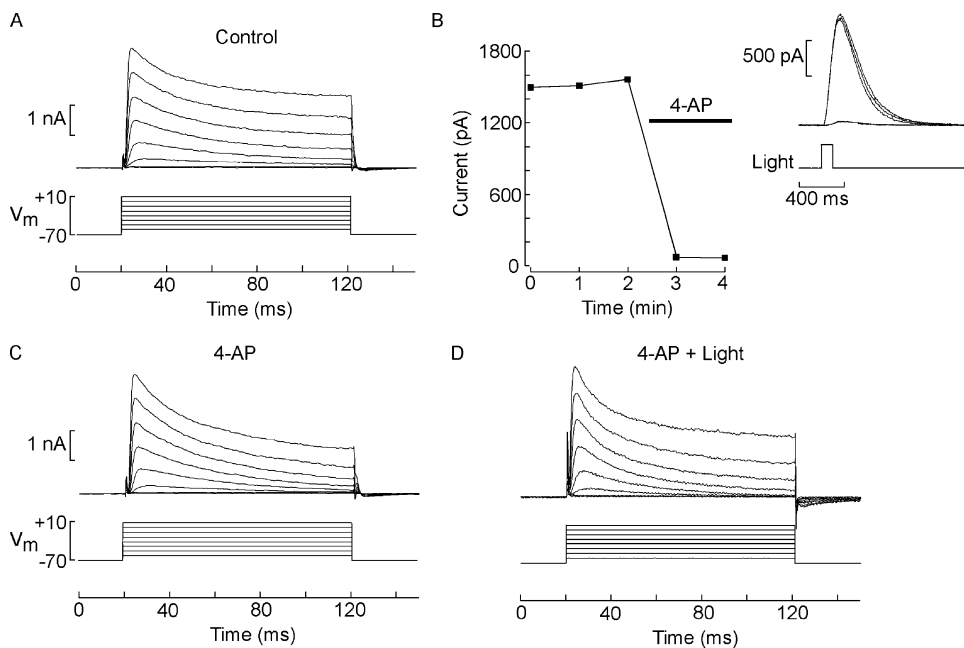 A
Control
1 nA
+10
Vm
-70
0 40 80 120
Time (ms)
B
1800
1200
600
0
Current (pA)
4-AP
0 1 2 3 4
Time (min)
500 pA
Light
400 ms
C
4-AP
1 nA
+10
Vm
-70
0 40 80 120
Time (ms)
D
4-AP + Light
0 40 80 120
Time (ms)